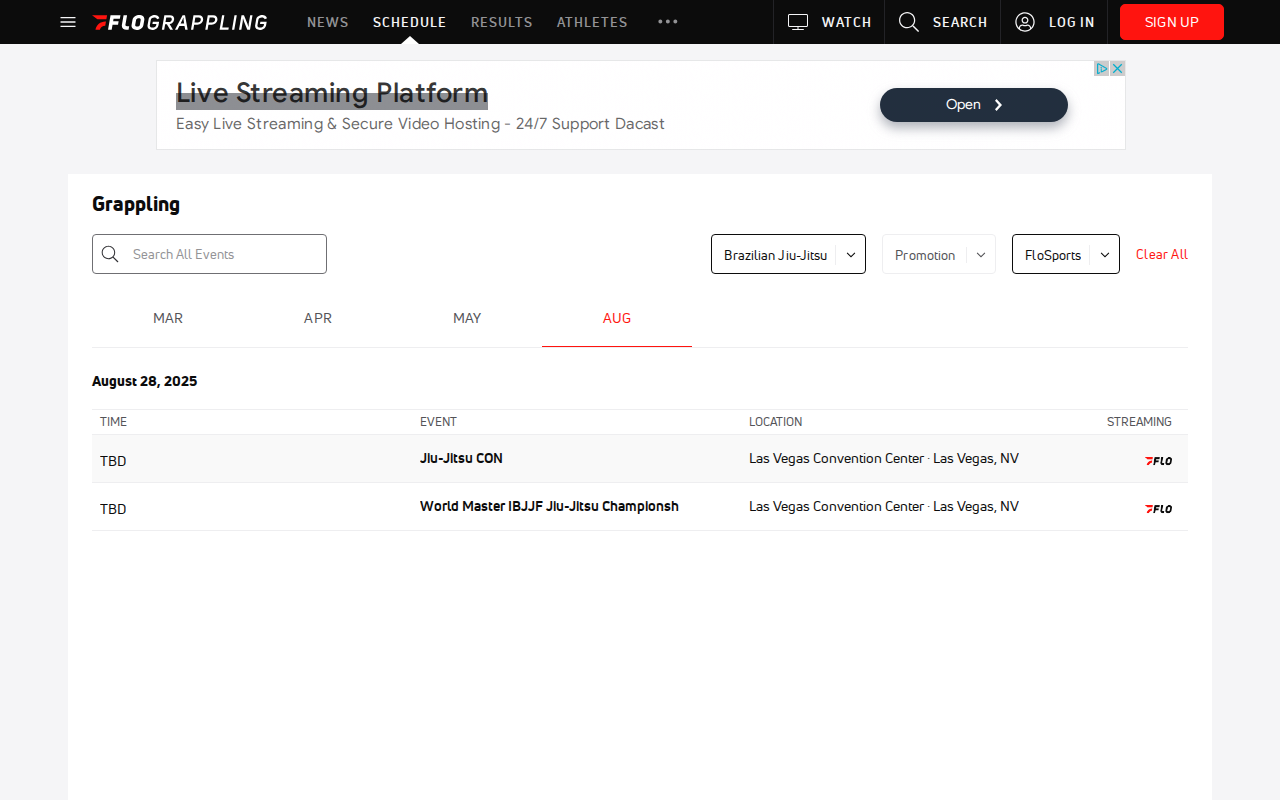 FLOGRAPPLING NEWS SCHEDULE RESULTS ATHLETES WATCH SEARCH LOG IN SIGN UP
Live Streaming Platform
Easy Live Streaming & Secure Video Hosting - 24/7 Support Dacast
Open
Grappling
Search All Events Brazilian Jiu-Jitsu Promotion FloSports Clear All
MAR APR MAY AUG
August 28, 2025
TIME EVENT LOCATION STREAMING
TBD Jiu-Jitsu CON Las Vegas Convention Center · Las Vegas, NV FLO
TBD World Master IBJJF Jiu-Jitsu Championsh Las Vegas Convention Center · Las Vegas, NV FLO